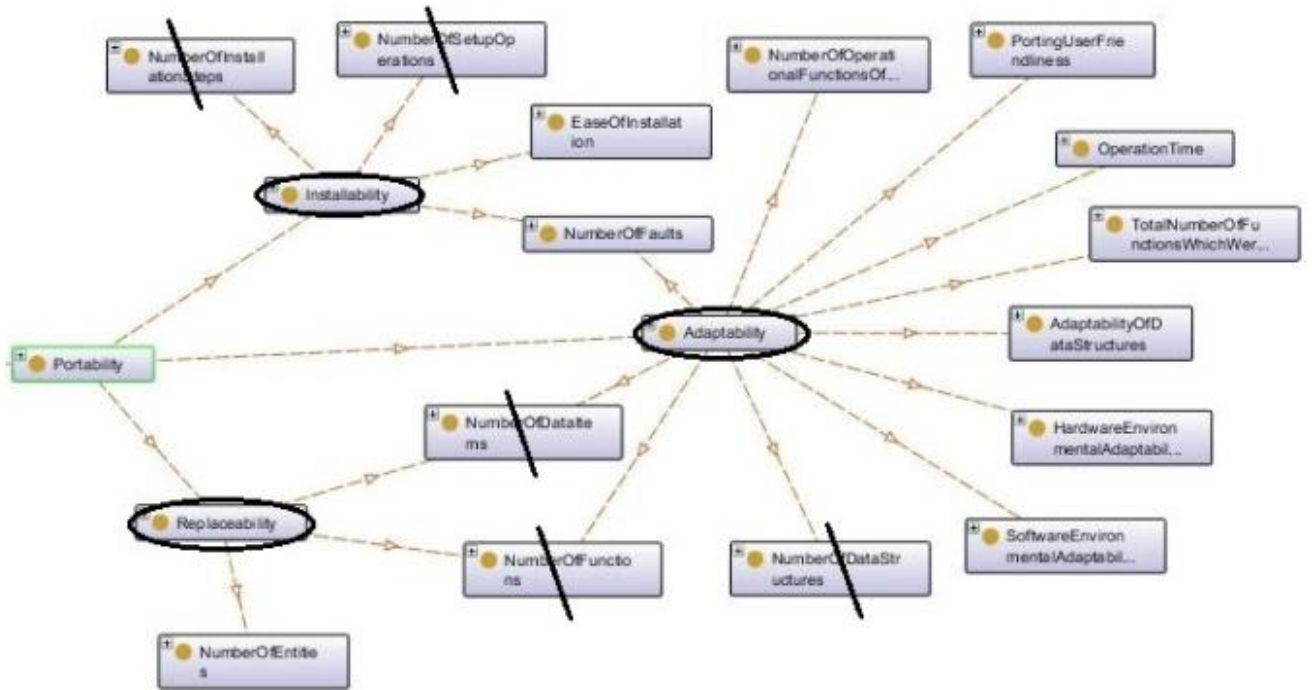 NumberOfInstall
ationSteps
NumberOfSetupOp
erations
NumberOfOperati
onalFunctionsOf...
PortingUserFrie
ndliness
EaseOfInstallat
ion
OperationTime
Installability
NumberOfFaults
TotalNumberOfFu
nctionsWhichWer...
Adaptability
AdaptabilityOfD
ataStructures
Portability
NumberOfDataIte
ms
HardwareEnviron
mentalAdaptabil...
Replaceability
NumberOfFunctio
ns
NumberOfDataStr
uctures
SoftwareEnviron
mentalAdaptabil...
NumberOfEntitie
s